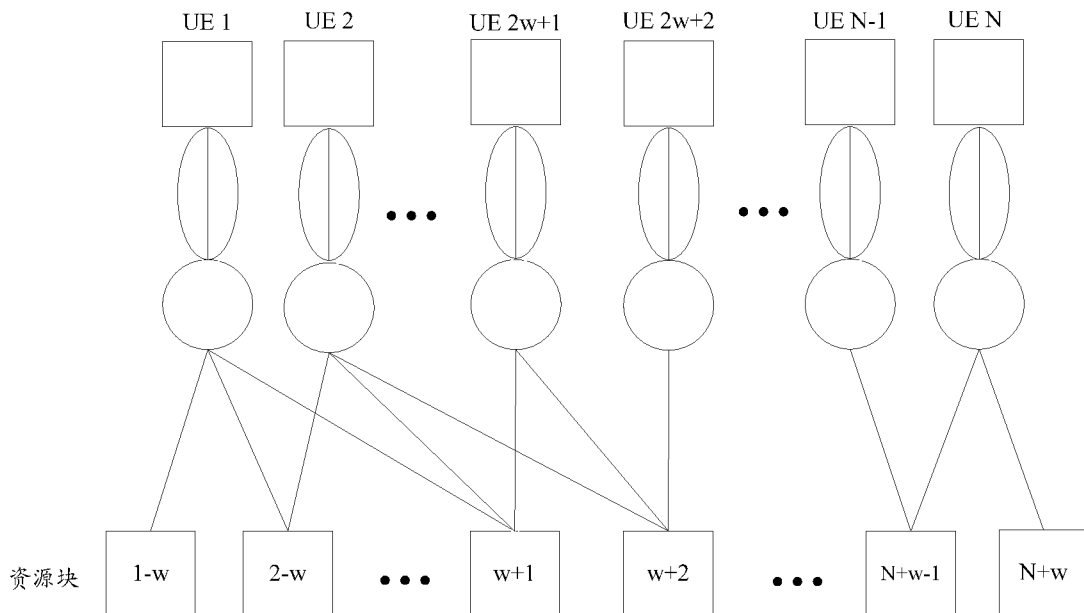 UE 1 UE 2 UE 2w+1 UE 2w+2 UE N-1 UE N
资源块 1-w 2-w w+1 w+2 N+w-1 N+w